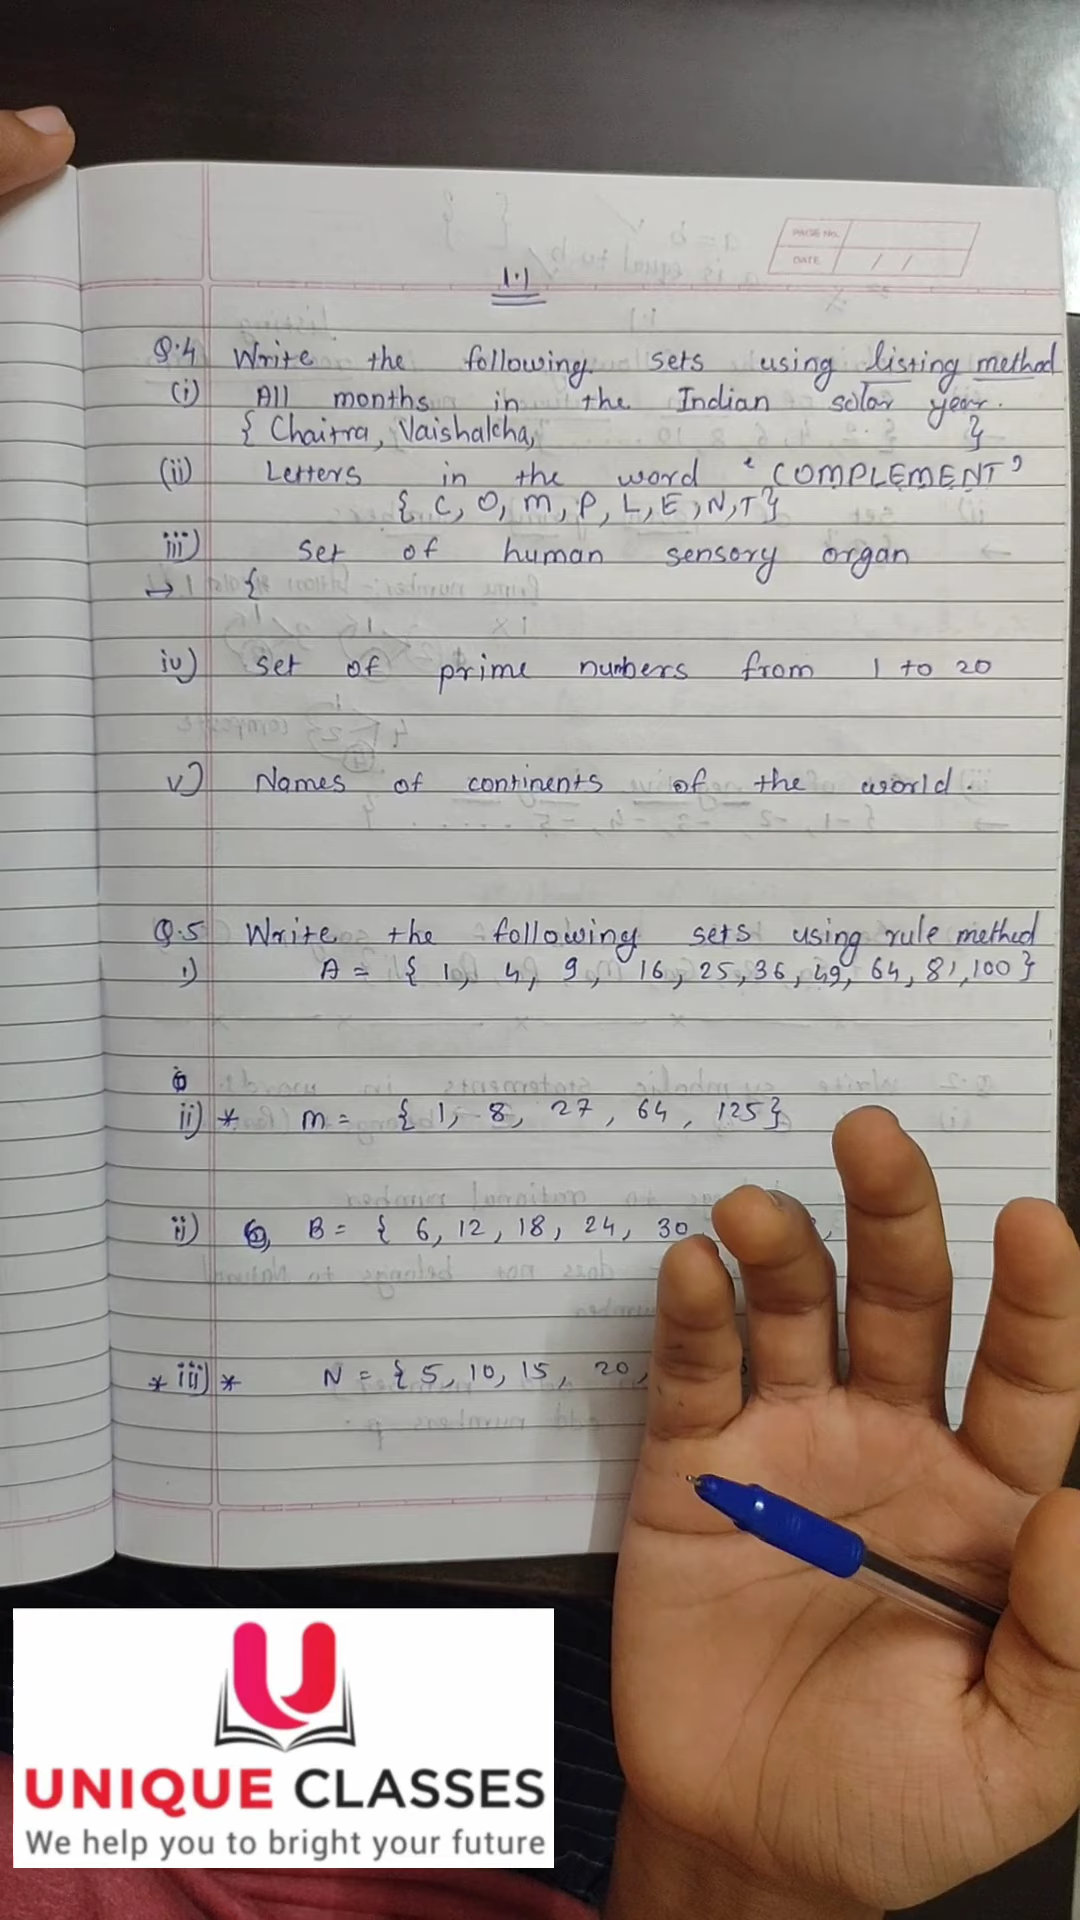 PAGE NO.
DATE / /
1.1
Q.4 Write the following sets using listing method
(i) All months in the Indian solar year.
{ Chaitra, Vaishakha, }
(ii) Letters in the word ‘COMPLEMENT’
{ C, O, M, P, L, E, N, T}
iii) Set of human sensory organ
→ {
iv) Set of prime numbers from 1 to 20
v) Names of continents of the world.
Q.5 Write the following sets using rule method
1) A = { 1, 4, 9, 16, 25, 36, 49, 64, 81, 100 }
ii) * M = { 1, 8, 27, 64, 125}
ii) B = { 6, 12, 18, 24, 30
* iii) * N = { 5, 10, 15, 20,
UNIQUE CLASSES
We help you to bright your future